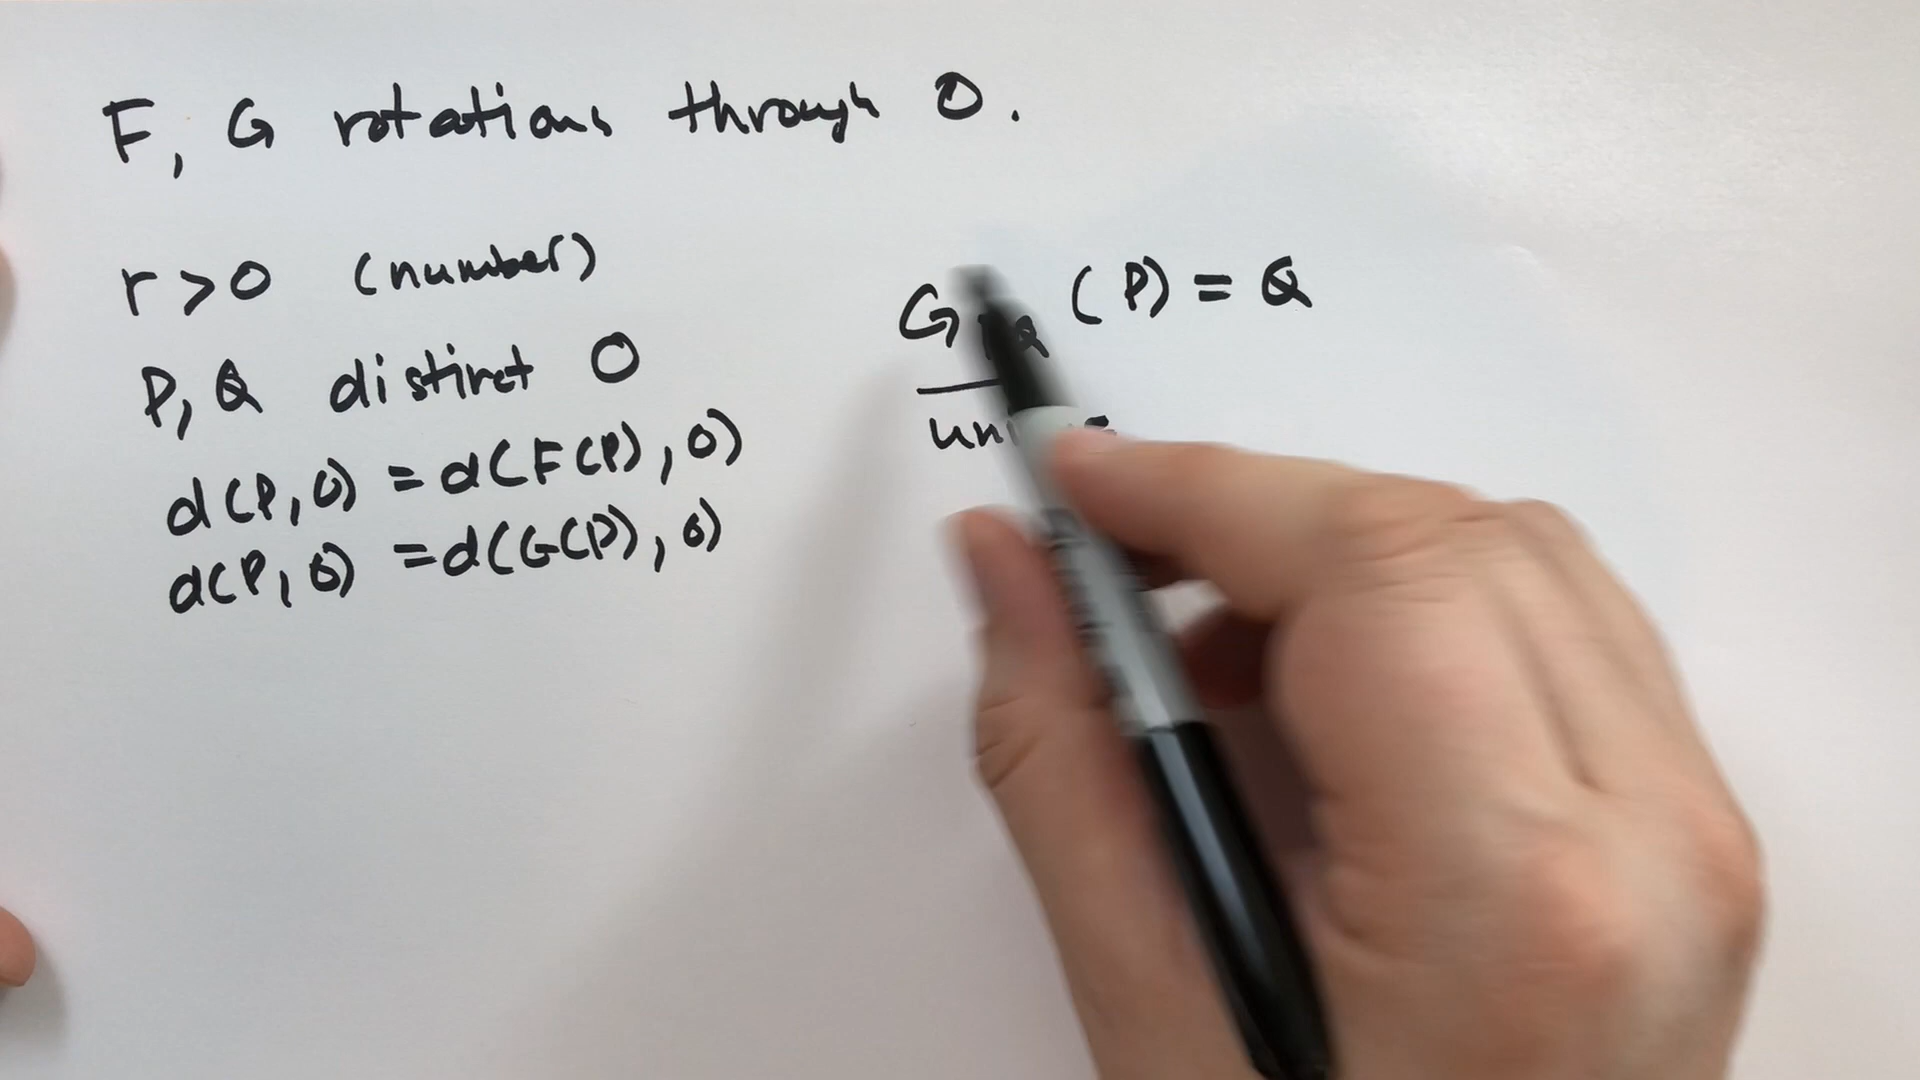 F, G rotations through O.
r > 0 (number)
P, Q distinct O
d(P, O) = d(F(P), O)
d(P, O) = d(G(P), O)
G (P) = Q